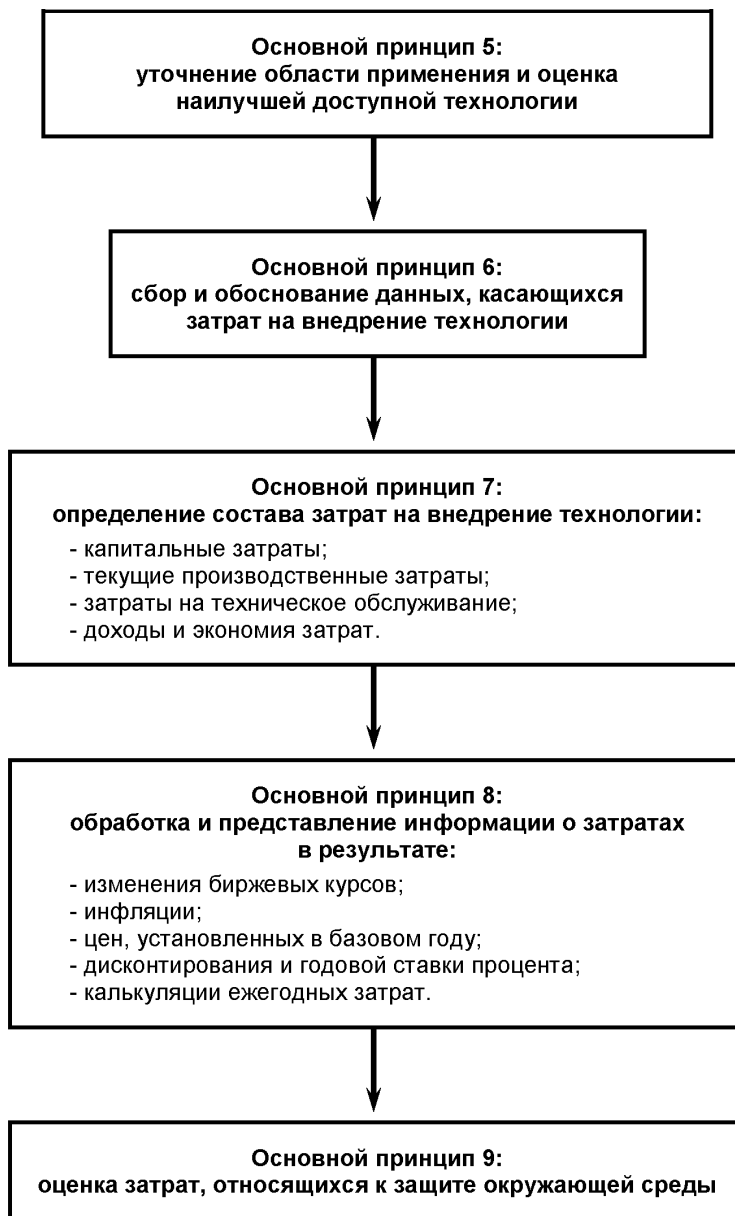 Основной принцип 5:
уточнение области применения и оценка
наилучшей доступной технологии
Основной принцип 6:
сбор и обоснование данных, касающихся
затрат на внедрение технологии
Основной принцип 7:
определение состава затрат на внедрение технологии:
- капитальные затраты;
- текущие производственные затраты;
- затраты на техническое обслуживание;
- доходы и экономия затрат.
Основной принцип 8:
обработка и представление информации о затратах
в результате:
- изменения биржевых курсов;
- инфляции;
- цен, установленных в базовом году;
- дисконтирования и годовой ставки процента;
- калькуляции ежегодных затрат.
Основной принцип 9:
оценка затрат, относящихся к защите окружающей среды